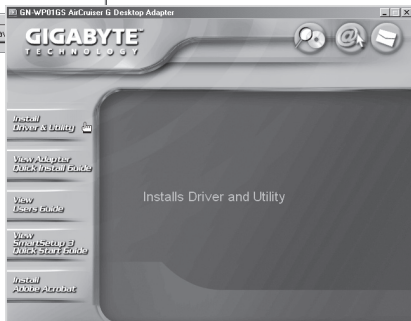 GN-WP01GS AirCruiser G Desktop Adapter
GIGABYTE™
TECHNOLOGY
Install
Driver & Utility
View Adapter
Quick Install Guide
View
Users Guide
View
SmartSetup 3
Quick Start Guide
Install
Adobe Acrobat
Installs Driver and Utility